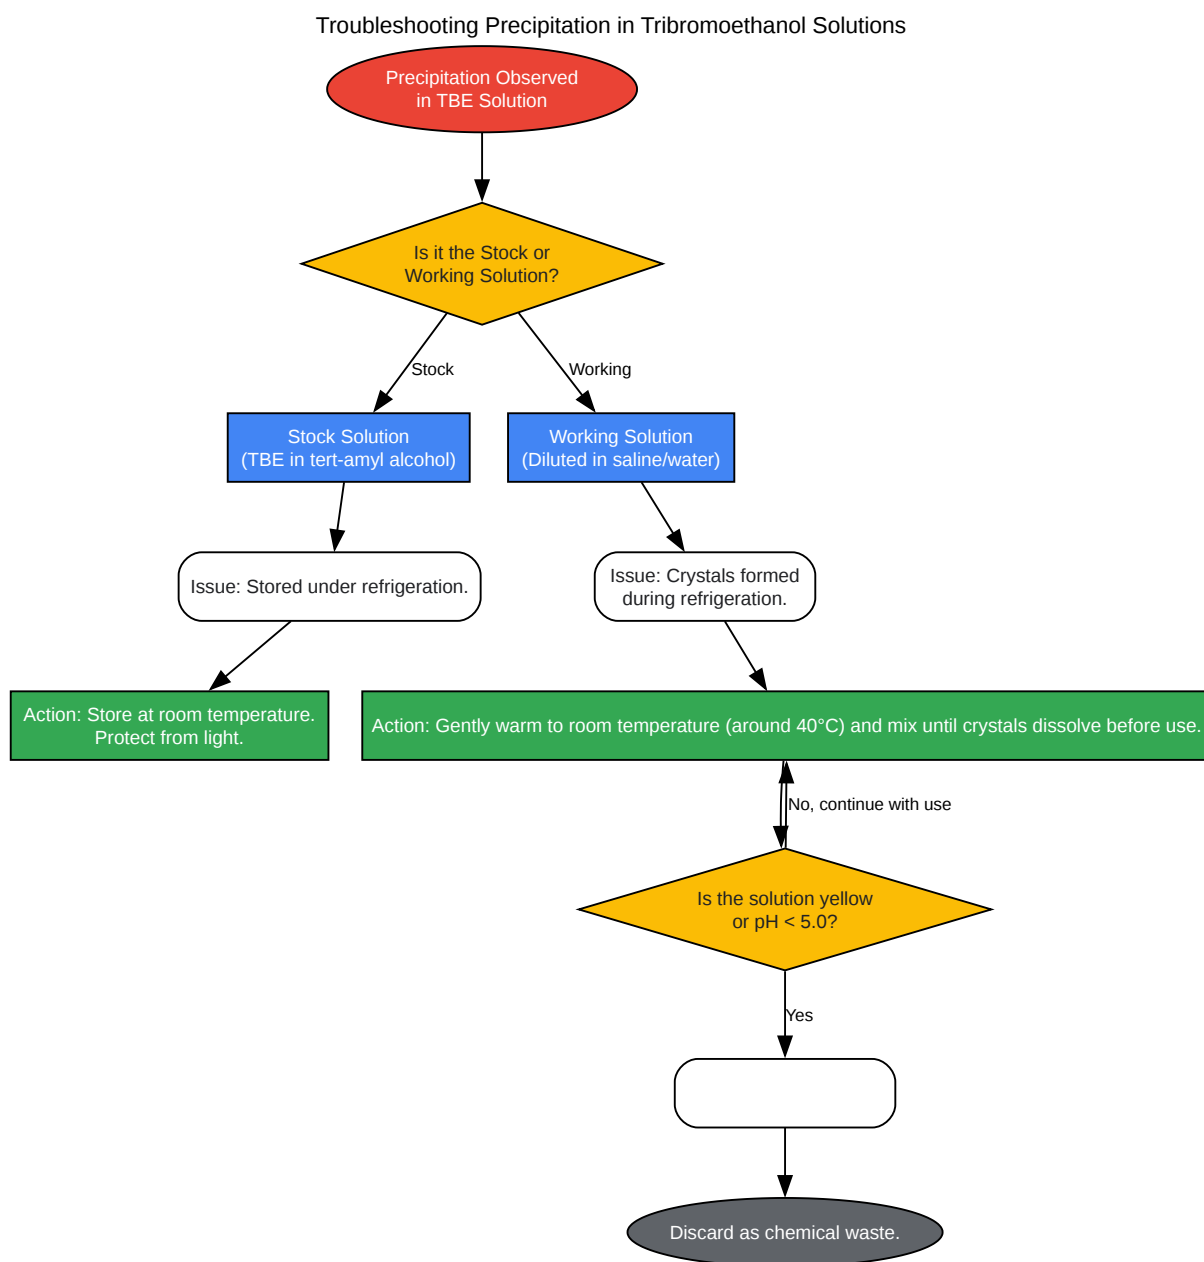 Troubleshooting Precipitation in Tribromoethanol Solutions
Precipitation Observed
in TBE Solution
Is it the Stock or
Working Solution?
Stock
Working
Stock Solution
(TBE in tert-amyl alcohol)
Working Solution
(Diluted in saline/water)
Issue: Stored under refrigeration.
Issue: Crystals formed
during refrigeration.
Action: Store at room temperature.
Protect from light.
Action: Gently warm to room temperature (around 40°C) and mix until crystals dissolve before use.
No, continue with use
Is the solution yellow
or pH < 5.0?
Yes
Discard as chemical waste.